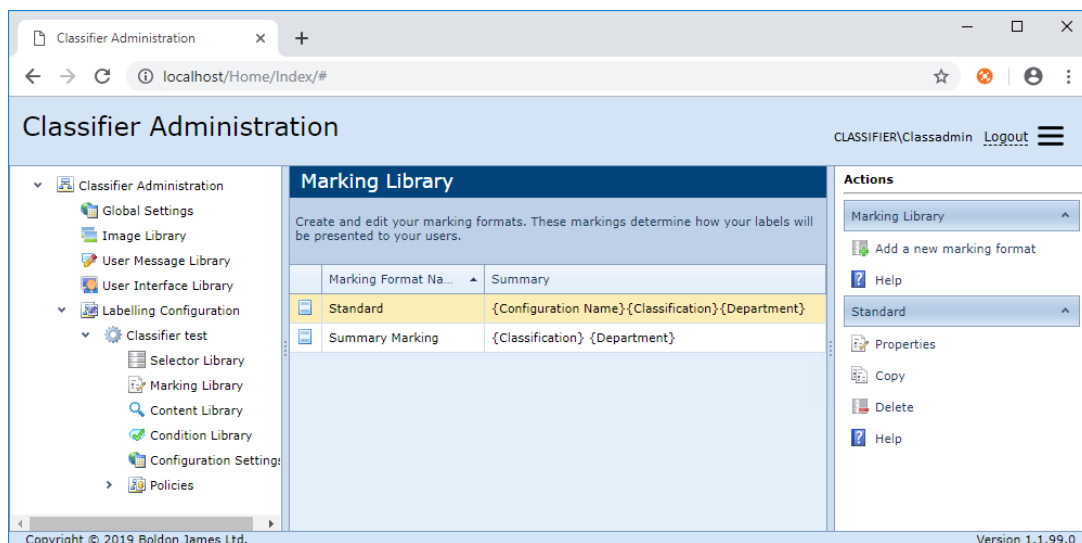 Classifier Administration
localhost/Home/Index/#
Classifier Administration
CLASSIFIER\Classadmin Logout
Classifier Administration
Global Settings
Image Library
User Message Library
User Interface Library
Labelling Configuration
Classifier test
Selector Library
Marking Library
Content Library
Condition Library
Configuration Settings
Policies
Marking Library
Create and edit your marking formats. These markings determine how your labels will
be presented to your users.
Marking Format Na... Summary
Standard {Configuration Name}{Classification}{Department}
Summary Marking {Classification} {Department}
Actions
Marking Library
Add a new marking format
Help
Standard
Properties
Copy
Delete
Help
Copyright © 2019 Boldon James Ltd.
Version 1.1.99.0